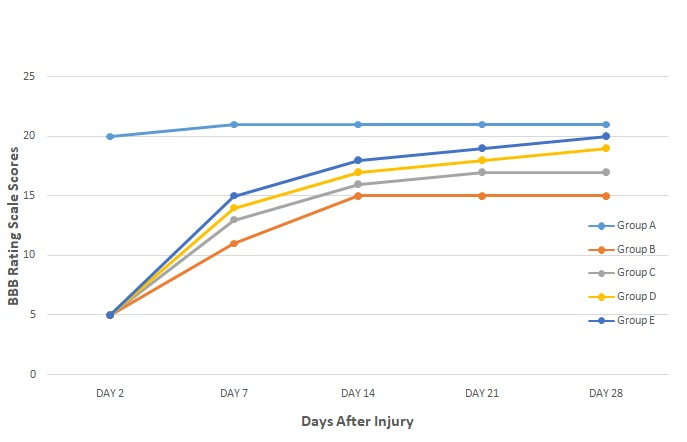 25
20
15
10
5
0
BBB Rating Scale Scores
DAY 2
DAY 7
DAY 14
DAY 21
DAY 28
Days After Injury
Group A
Group B
Group C
Group D
Group E